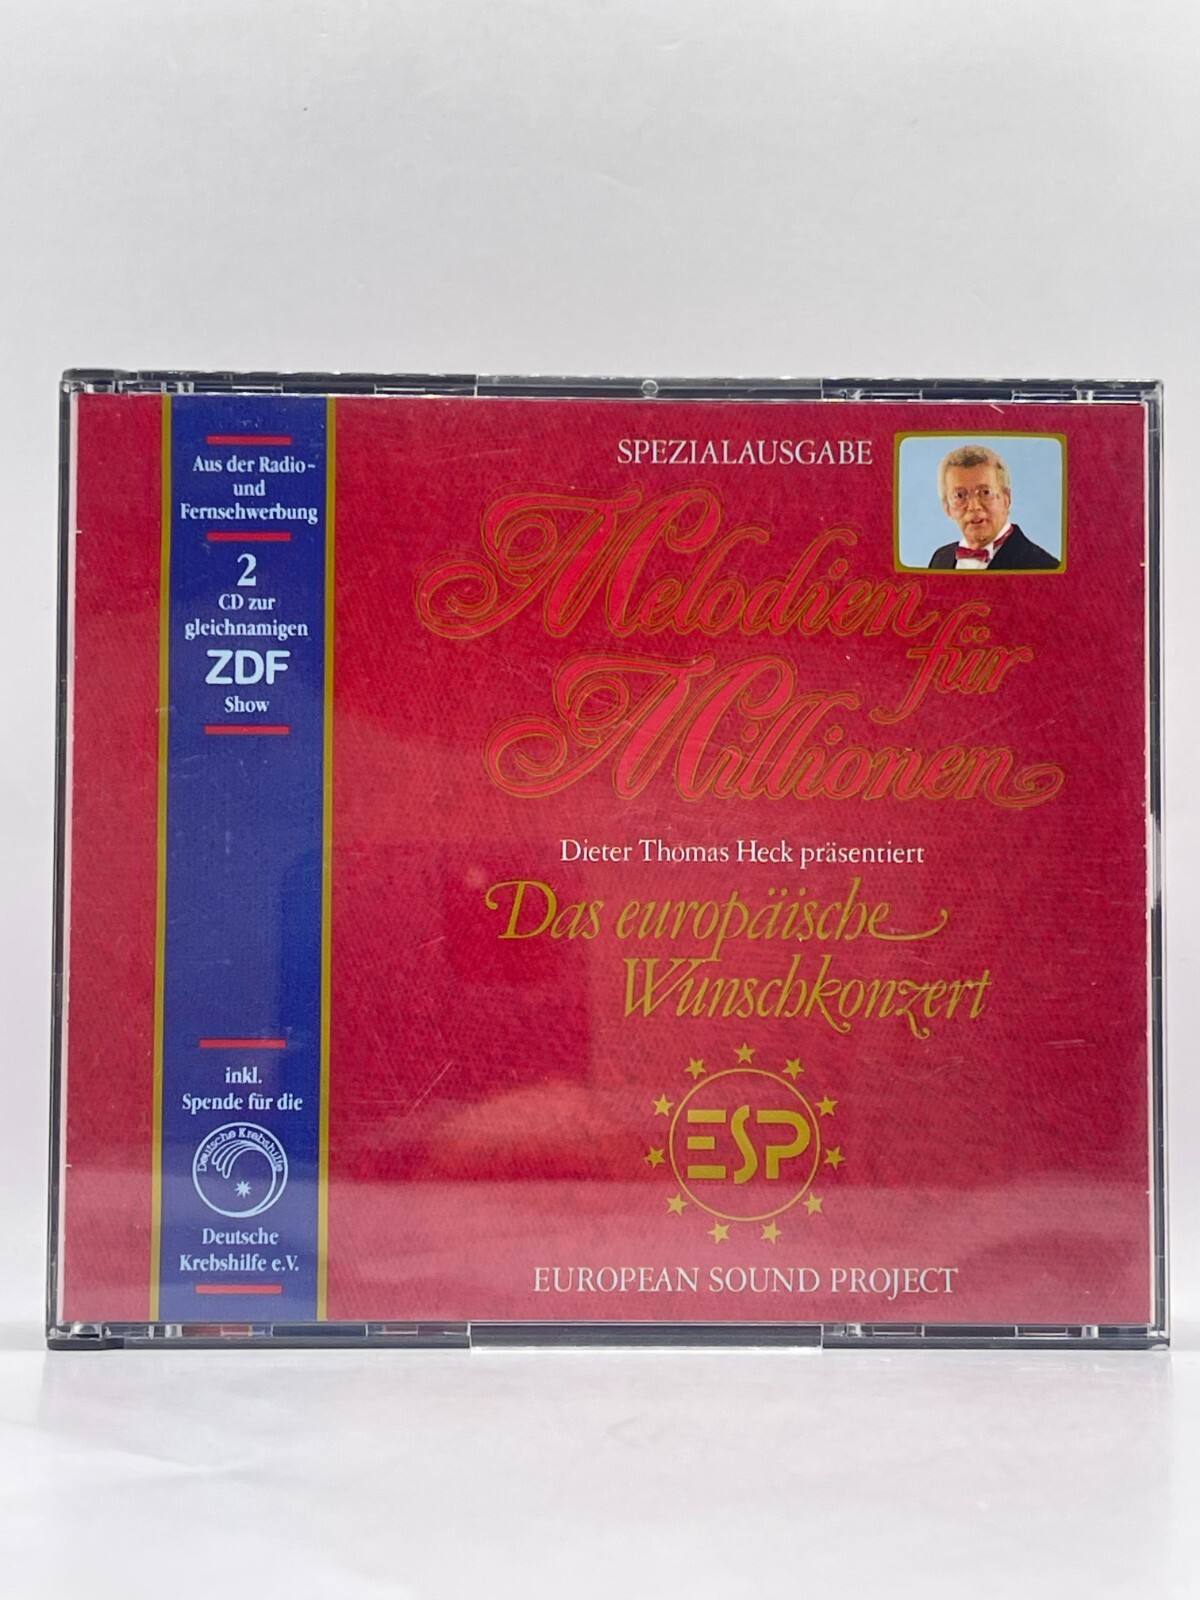 Aus der Radio-
und
Fernsehwerbung
2
CD zur
gleichnamigen
ZDF
Show
inkl.
Spende für die
Deutsche Krebshilfe
Deutsche
Krebshilfe e.V.
SPEZIALAUSGABE
Melodien
für
Millionen
Dieter Thomas Heck präsentiert
Das europäische
Wunschkonzert
ESP
EUROPEAN SOUND PROJECT